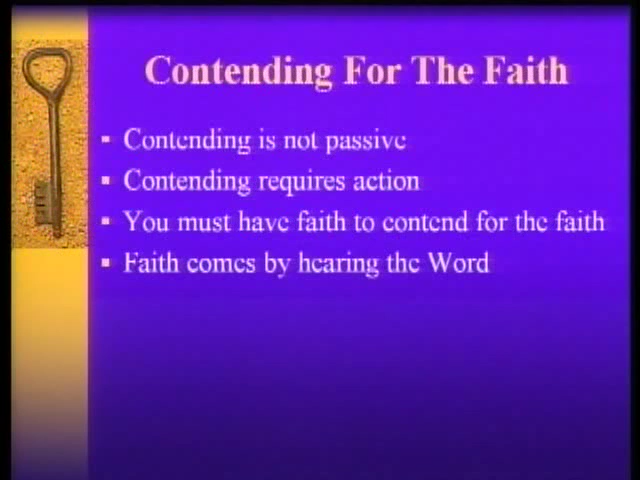 Contending For The Faith
Contending is not passive
Contending requires action
You must have faith to contend for the faith
Faith comes by hearing the Word